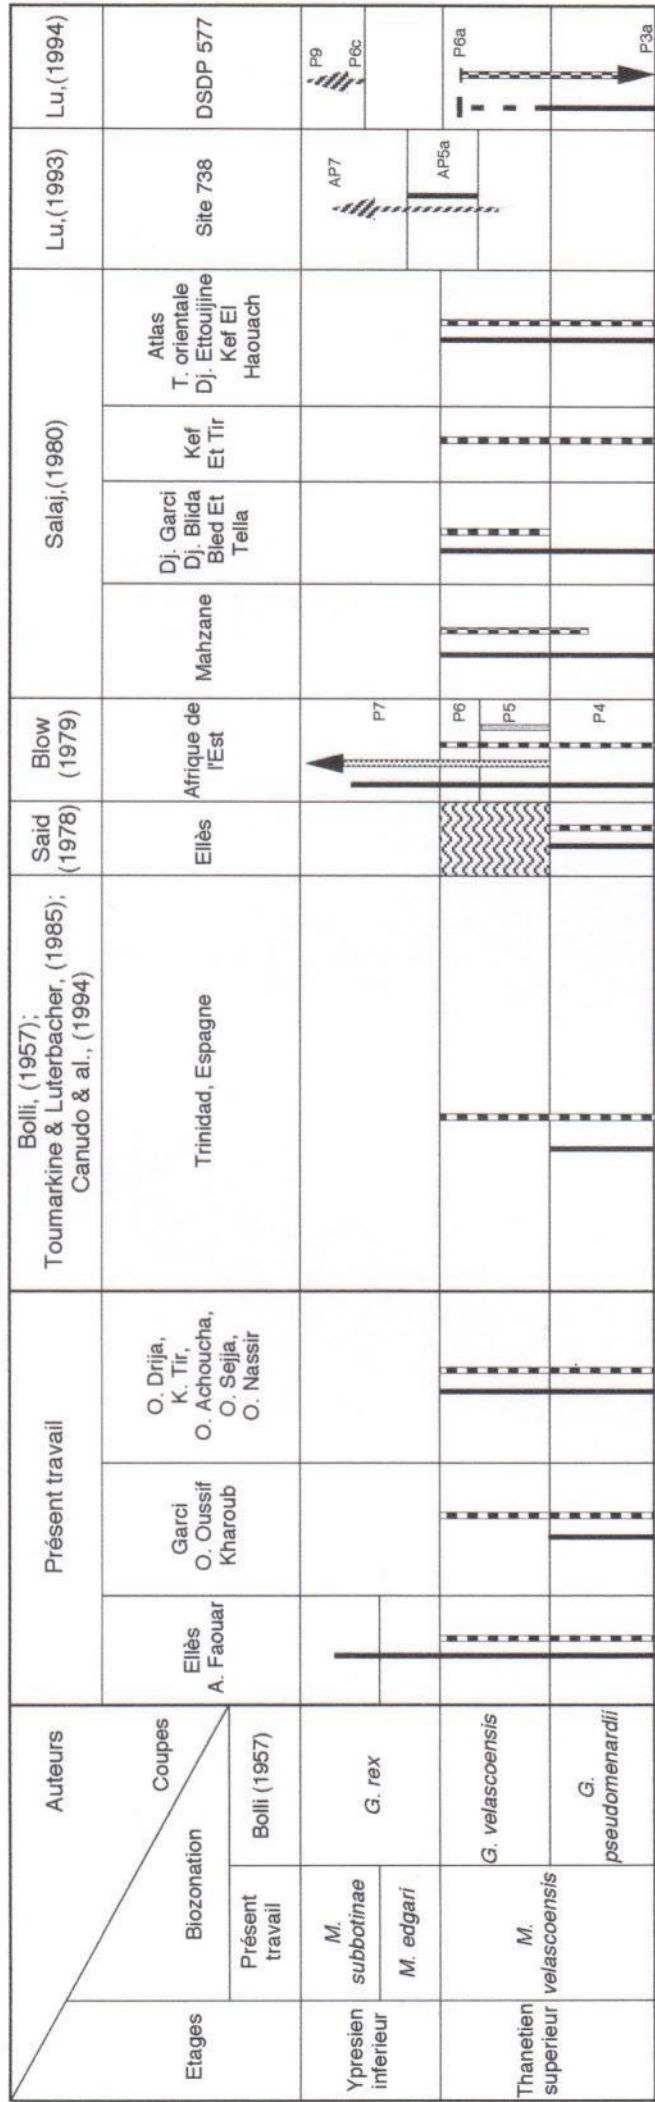 Auteurs
Coupes
Biozonation
Etages
Présent
travail
Bolli (1957)
Présent travail
Ellès
A. Faouar
Garci
O. Oussif
Kharoub
O. Drija,
K. Tir,
O. Achoucha,
O. Sejja,
O. Nassir
Bolli, (1957);
Toumarkine & Luterbacher, (1985);
Canudo & al., (1994)
Trinidad, Espagne
Said
(1978)
Ellès
Blow
(1979)
Afrique de
l'Est
Salaj,(1980)
Mahzane
Dj. Garci
Dj. Blida
Bled Et
Tella
Kef
Et Tir
Atlas
T. orientale
Dj. Ettouijine
Kef El
Haouach
Lu,(1993)
Site 738
Lu,(1994)
DSDP 577
Ypresien
inferieur
M.
subbotinae
M. edgari
G. rex
P7
AP7
AP5a
P9
P6c
Thanetien
superieur
M.
velascoensis
G. velascoensis
P6
P5
P6a
G.
pseudomenardii
P4
P3a